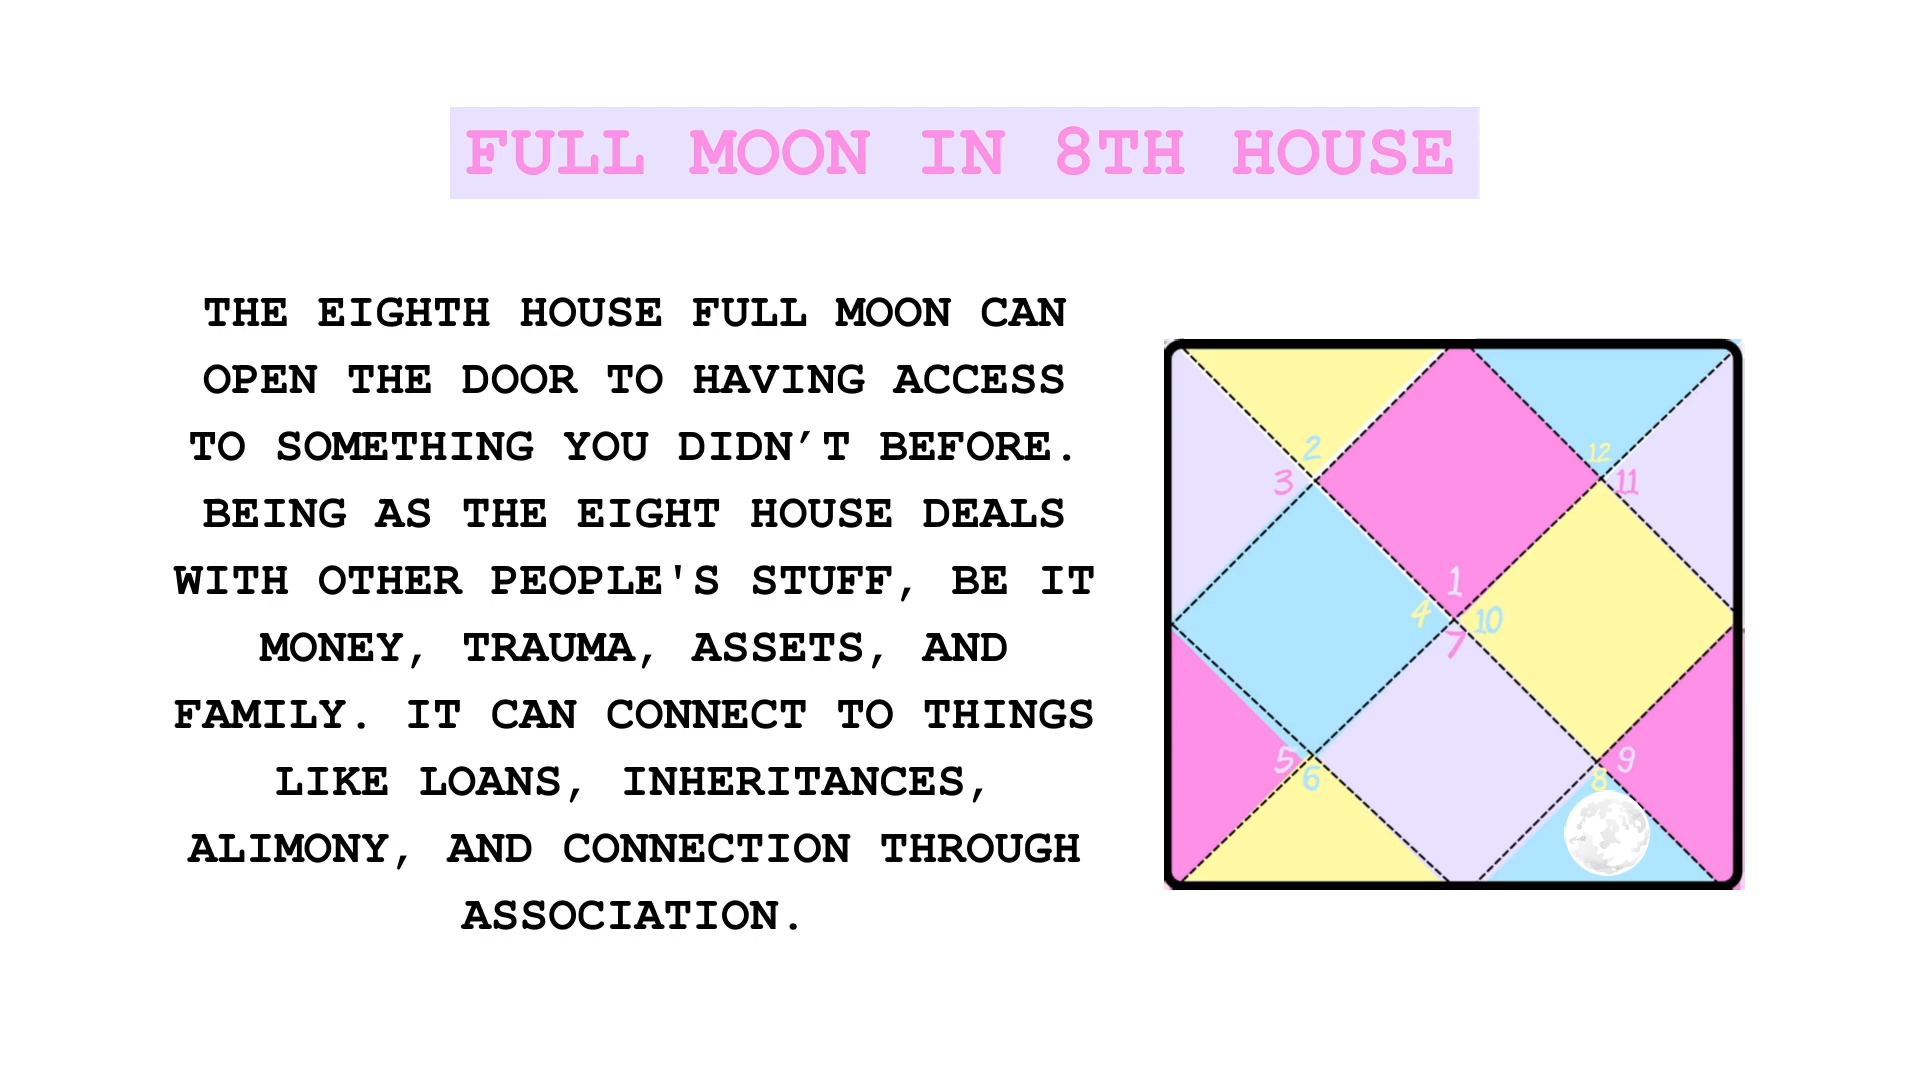 FULL MOON IN 8TH HOUSE
THE EIGHTH HOUSE FULL MOON CAN
OPEN THE DOOR TO HAVING ACCESS
TO SOMETHING YOU DIDN’T BEFORE.
BEING AS THE EIGHT HOUSE DEALS
WITH OTHER PEOPLE'S STUFF, BE IT
MONEY, TRAUMA, ASSETS, AND
FAMILY. IT CAN CONNECT TO THINGS
LIKE LOANS, INHERITANCES,
ALIMONY, AND CONNECTION THROUGH
ASSOCIATION.
2
12
3
11
1
4
10
7
5
9
6
8